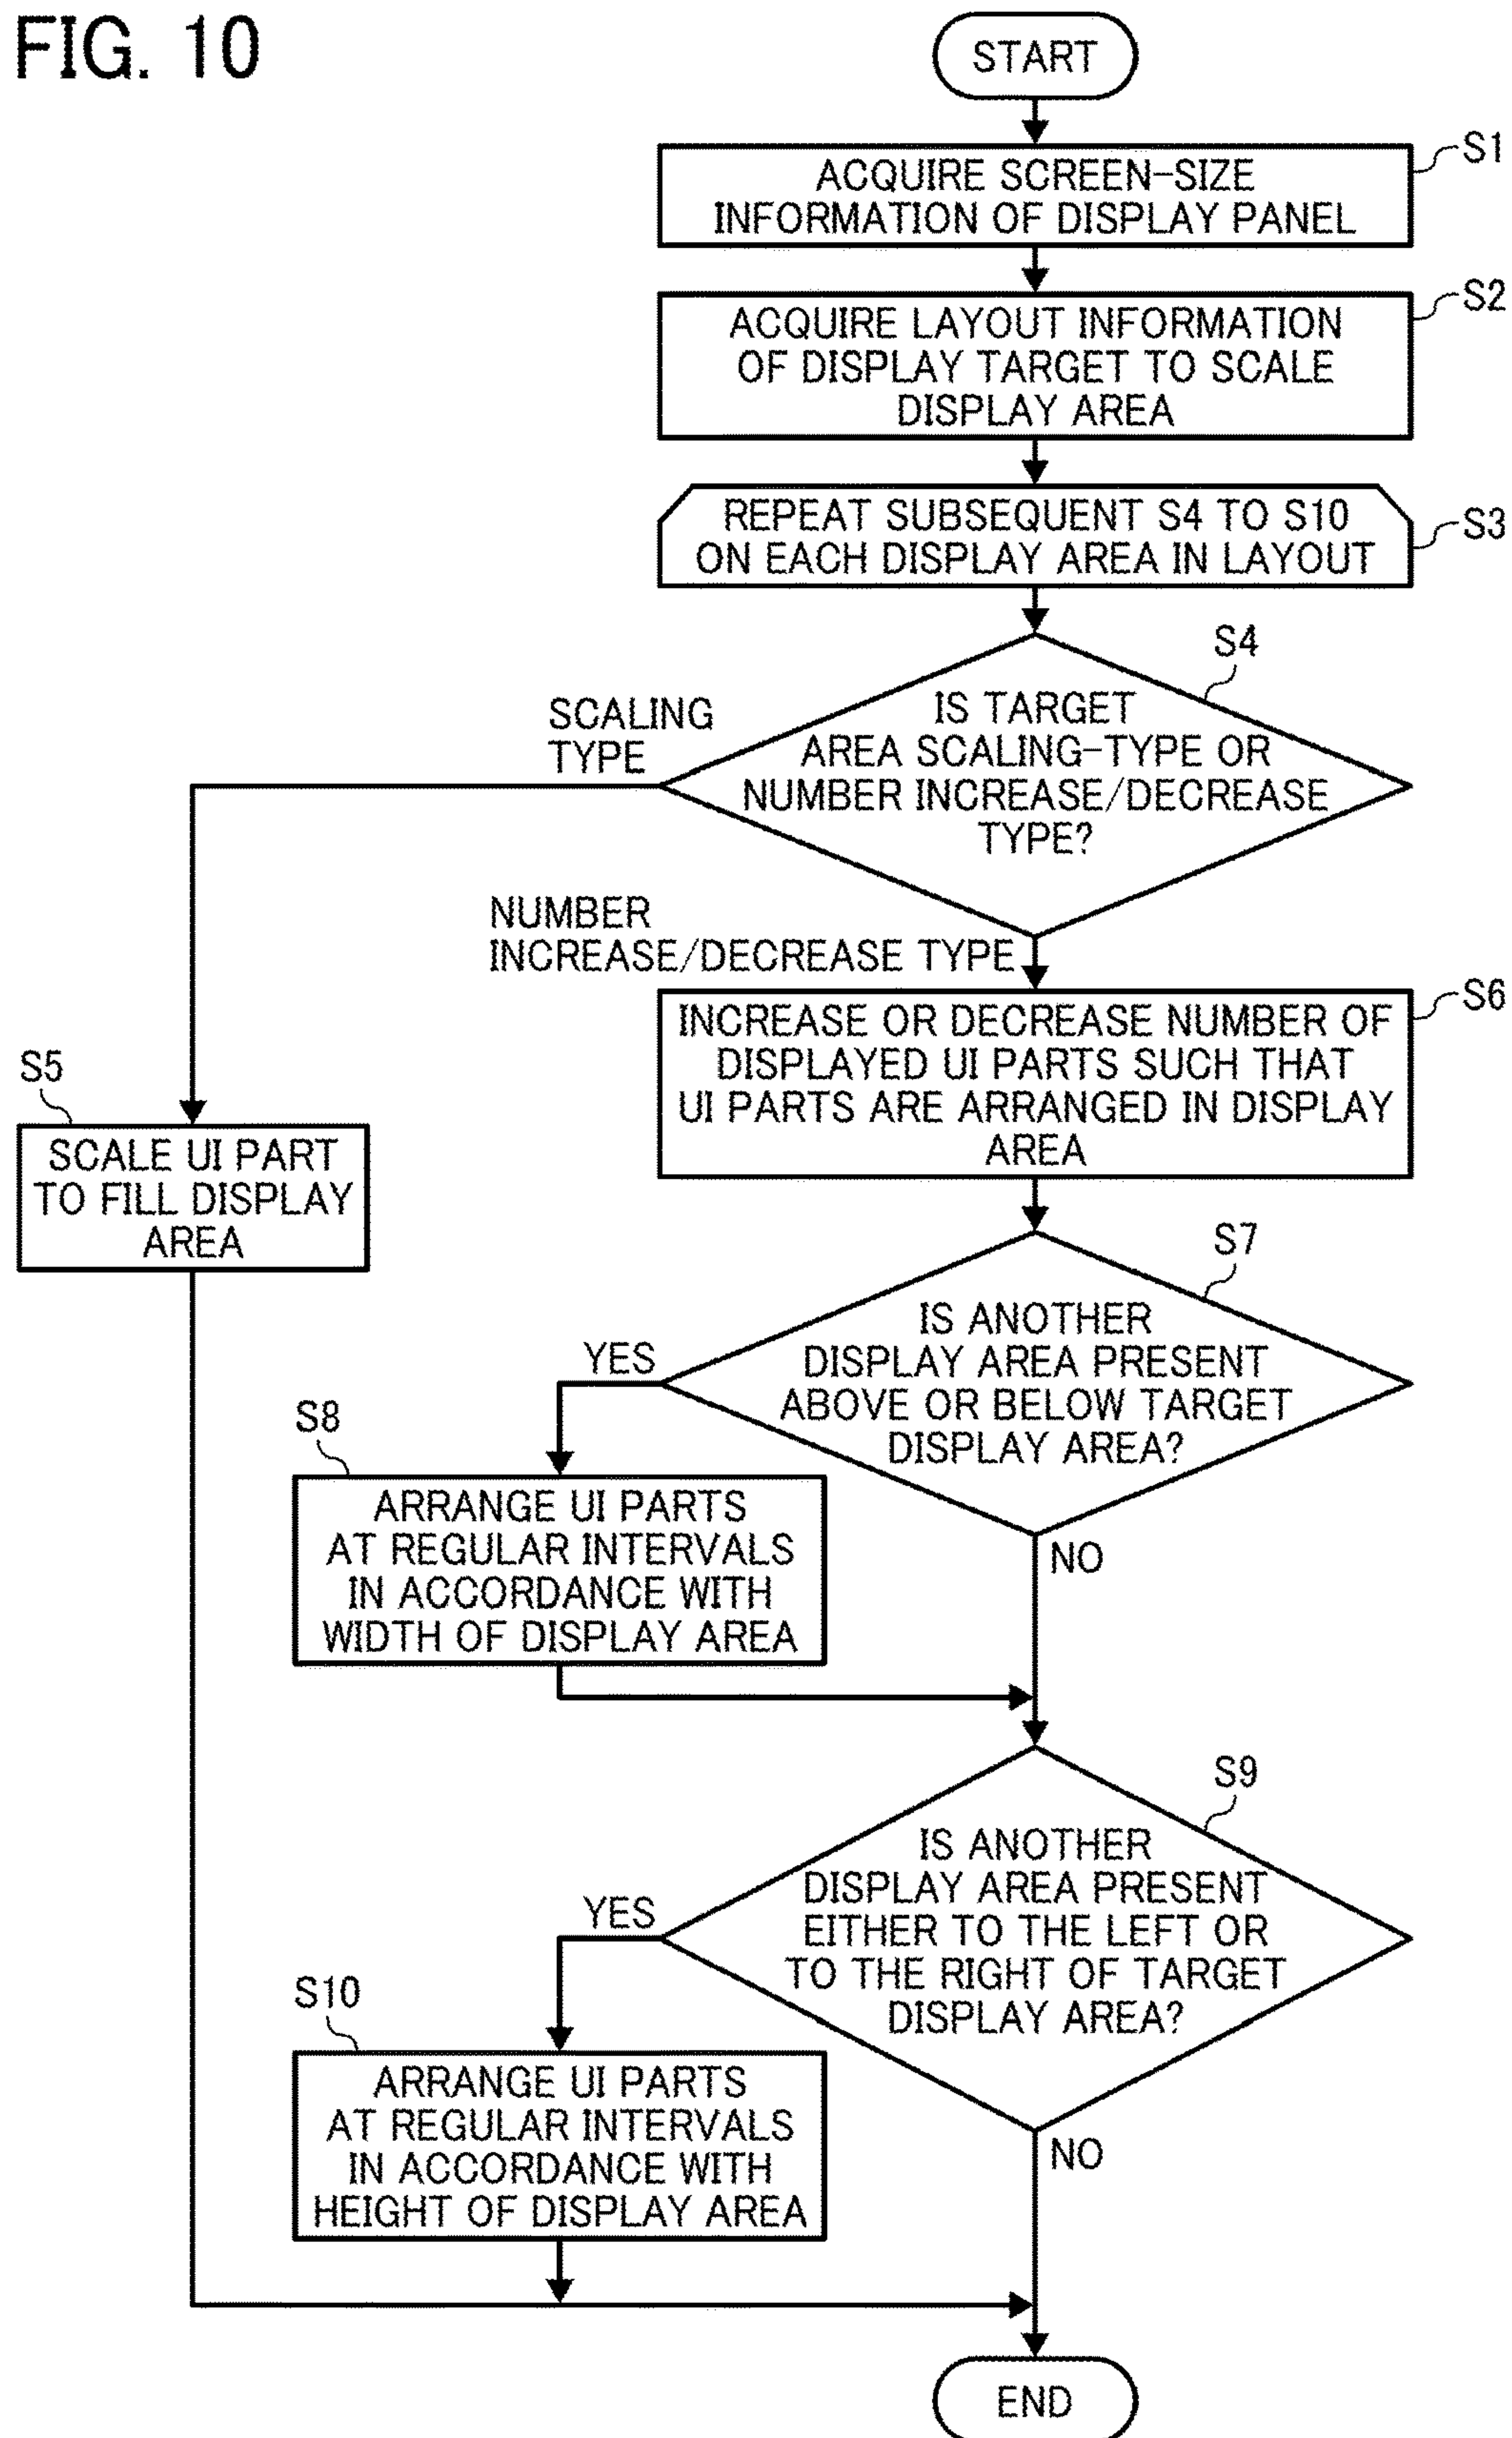 FIG. 10
START
S1
ACQUIRE SCREEN-SIZE
INFORMATION OF DISPLAY PANEL
S2
ACQUIRE LAYOUT INFORMATION
OF DISPLAY TARGET TO SCALE
DISPLAY AREA
S3
REPEAT SUBSEQUENT S4 TO S10
ON EACH DISPLAY AREA IN LAYOUT
S4
IS TARGET
AREA SCALING-TYPE OR
NUMBER INCREASE/DECREASE
TYPE?
SCALING
TYPE
NUMBER
INCREASE/DECREASE TYPE
S5
SCALE UI PART
TO FILL DISPLAY
AREA
S6
INCREASE OR DECREASE NUMBER OF
DISPLAYED UI PARTS SUCH THAT
UI PARTS ARE ARRANGED IN DISPLAY
AREA
S7
IS ANOTHER
DISPLAY AREA PRESENT
ABOVE OR BELOW TARGET
DISPLAY AREA?
YES
NO
S8
ARRANGE UI PARTS
AT REGULAR INTERVALS
IN ACCORDANCE WITH
WIDTH OF DISPLAY AREA
S9
IS ANOTHER
DISPLAY AREA PRESENT
EITHER TO THE LEFT OR
TO THE RIGHT OF TARGET
DISPLAY AREA?
YES
NO
S10
ARRANGE UI PARTS
AT REGULAR INTERVALS
IN ACCORDANCE WITH
HEIGHT OF DISPLAY AREA
END